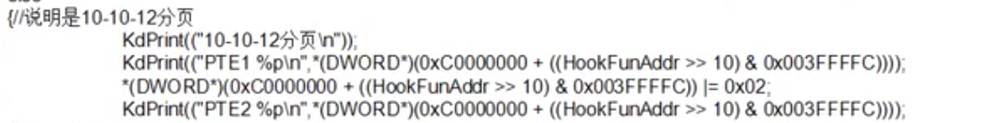 {//说明是10-10-12分页
KdPrint(("10-10-12分页\n"));
KdPrint(("PTE1 %p\n",*(DWORD*)(0xC0000000 + ((HookFunAddr >> 10) & 0x003FFFFC))));
*(DWORD*)(0xC0000000 + ((HookFunAddr >> 10) & 0x003FFFFC)) |= 0x02;
KdPrint(("PTE2 %p\n",*(DWORD*)(0xC0000000 + ((HookFunAddr >> 10) & 0x003FFFFC))));